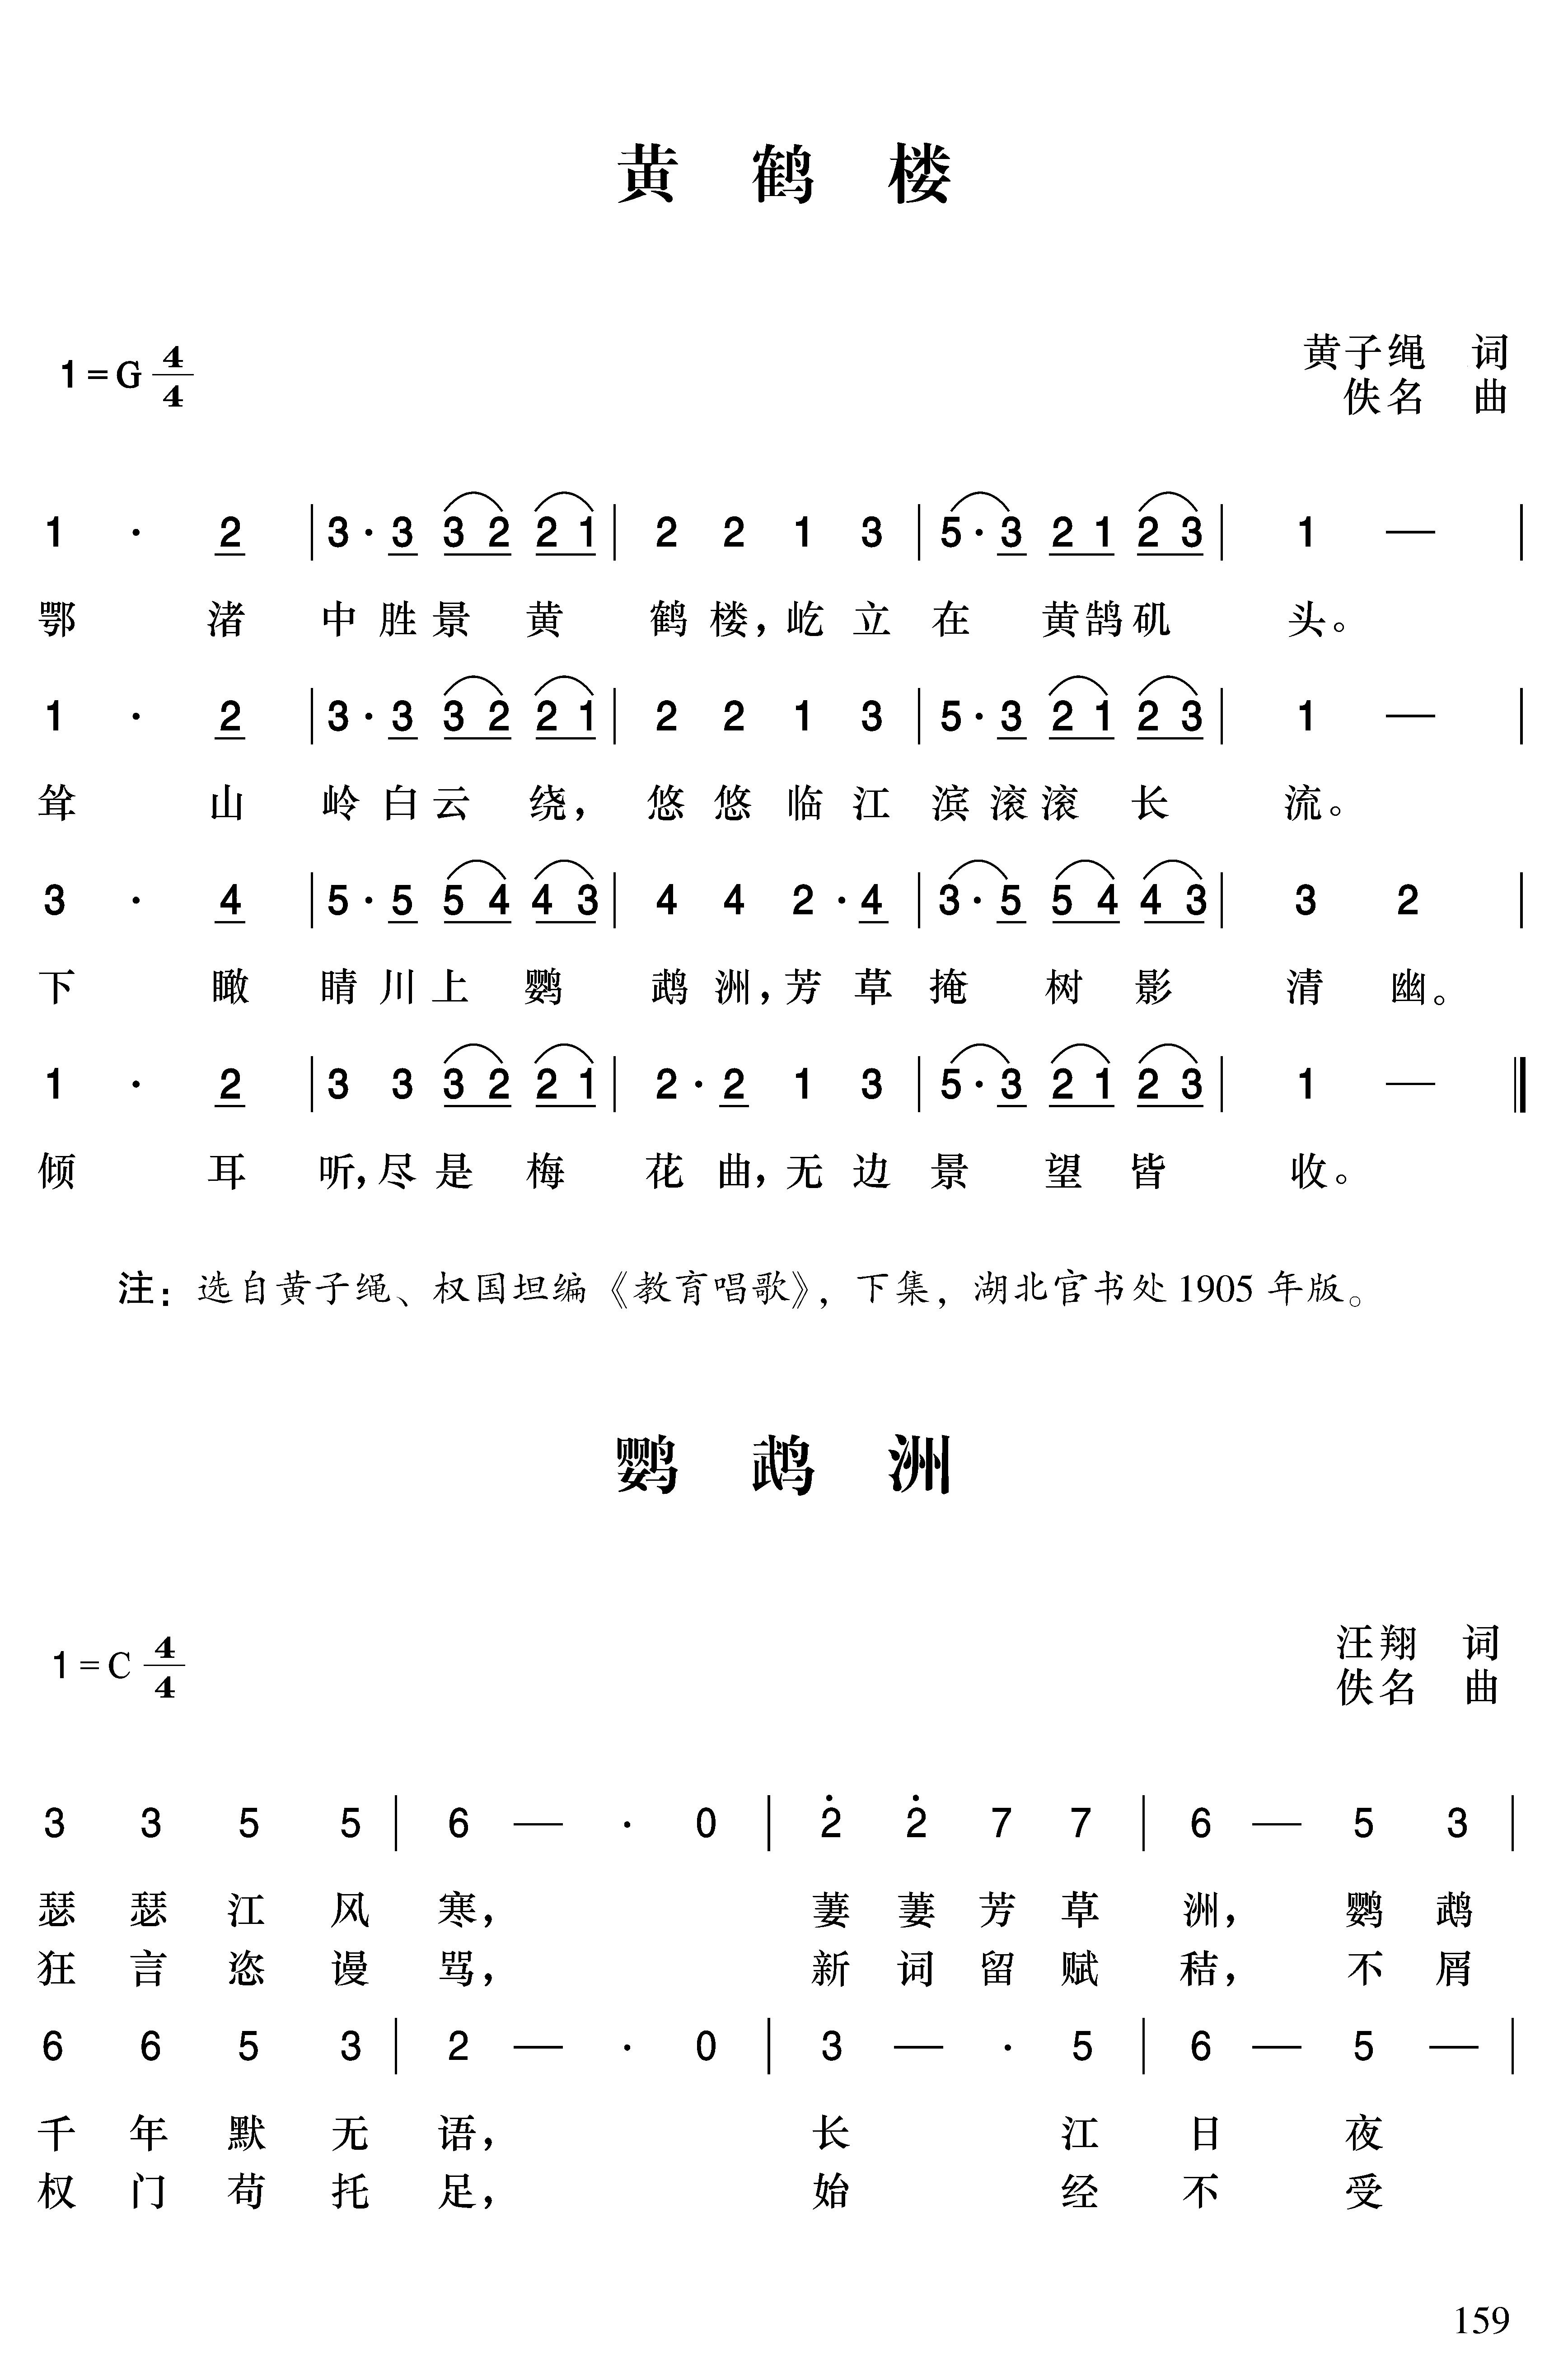 黄鹤楼
1=G 4/4
黄子绳 词
佚名 曲
1 · 2 | 3· 3 3 2 2 1 | 2 2 1 3 | 5· 3 2 1 2 3 | 1 — |
鄂 渚 中 胜 景 黄 鹤 楼，屹 立 在 黄 鹄 矶 头。
1 · 2 | 3· 3 3 2 2 1 | 2 2 1 3 | 5· 3 2 1 2 3 | 1 — |
耸 山 岭 白 云 绕， 悠 悠 临 江 滨 滚 滚 长 流。
3 · 4 | 5· 5 5 4 4 3 | 4 4 2· 4 | 3· 5 5 4 4 3 | 3 2 |
下 瞰 晴 川 上 鹦 鹉 洲，芳 草 掩 树 影 清 幽。
1 · 2 | 3 3 3 2 2 1 | 2· 2 1 3 | 5· 3 2 1 2 3 | 1 — ‖
倾 耳 听，尽 是 梅 花 曲，无 边 景 望 皆 收。
注：选自黄子绳、权国坦编《教育唱歌》，下集，湖北官书处 1905 年版。
鹦鹉洲
1=C 4/4
汪翔 词
佚名 曲
3 3 5 5 | 6 — · 0 | 2̇ 2̇ 7 7 | 6 — 5 3 |
瑟 瑟 江 风 寒， 萋 萋 芳 草 洲， 鹦 鹉
狂 言 恣 谩 骂， 新 词 留 赋 秸， 不 屑
6 6 5 3 | 2 — · 0 | 3 — · 5 | 6 — 5 — |
千 年 默 无 语， 长 江 日 夜
权 门 苟 托 足， 始 经 不 受
159